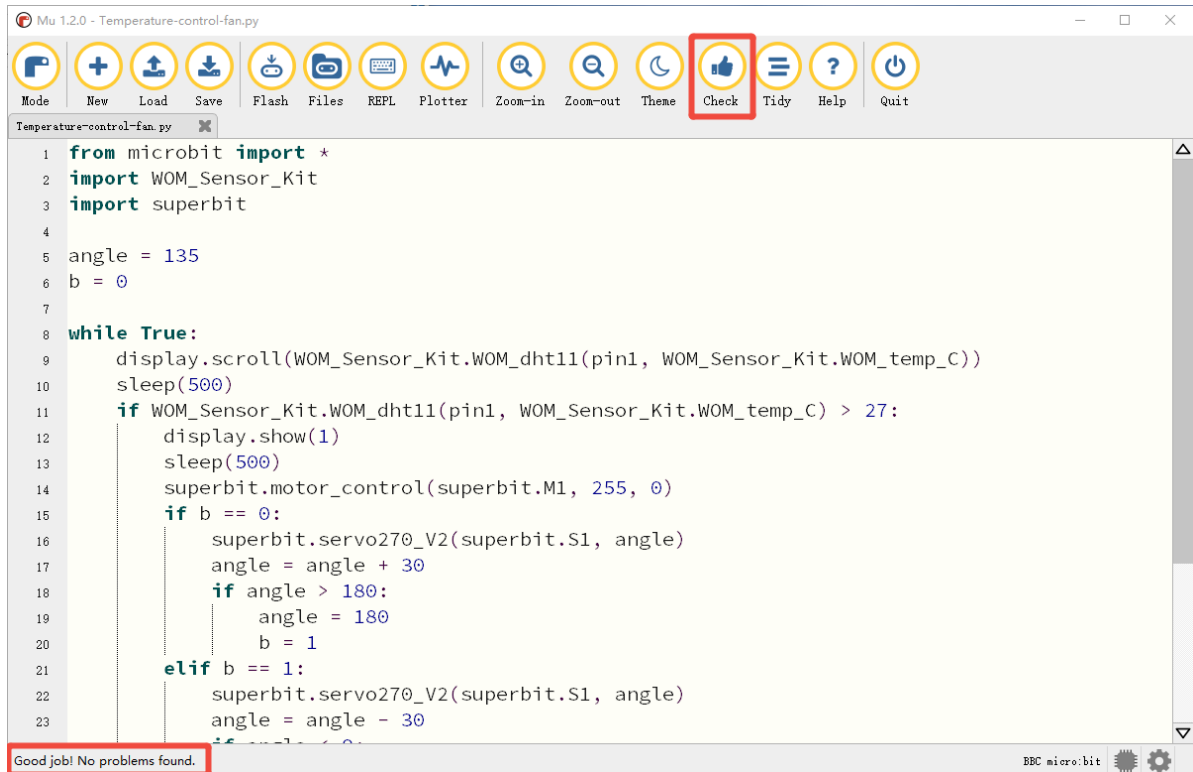 Mu 1.2.0 - Temperature-control-fan.py
Mode New Load Save Flash Files REPL Plotter Zoom-in Zoom-out Theme Check Tidy Help Quit
Temperature-control-fan.py
1 from microbit import *
2 import WOM_Sensor_Kit
3 import superbit
4
5 angle = 135
6 b = 0
7
8 while True:
9     display.scroll(WOM_Sensor_Kit.WOM_dht11(pin1, WOM_Sensor_Kit.WOM_temp_C))
10     sleep(500)
11     if WOM_Sensor_Kit.WOM_dht11(pin1, WOM_Sensor_Kit.WOM_temp_C) > 27:
12         display.show(1)
13         sleep(500)
14         superbit.motor_control(superbit.M1, 255, 0)
15         if b == 0:
16             superbit.servo270_V2(superbit.S1, angle)
17             angle = angle + 30
18             if angle > 180:
19                 angle = 180
20                 b = 1
21         elif b == 1:
22             superbit.servo270_V2(superbit.S1, angle)
23             angle = angle - 30
Good job! No problems found.
BBC micro:bit